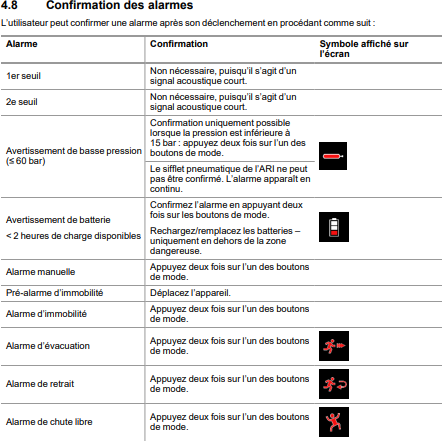 4.8 Confirmation des alarmes
L'utilisateur peut confirmer une alarme après son déclenchement en procédant comme suit :
Alarme Confirmation Symbole affiché sur
l'écran
1er seuil
Non nécessaire, puisqu'il s'agit d'un
signal acoustique court.
2e seuil
Non nécessaire, puisqu'il s'agit d'un
signal acoustique court.
Avertissement de basse pression
(≤ 60 bar)
Confirmation uniquement possible
lorsque la pression est inférieure à
15 bar : appuyez deux fois sur l'un des
boutons de mode.
Le sifflet pneumatique de l'ARI ne peut
pas être confirmé. L'alarme apparaît en
continu.
Avertissement de batterie
< 2 heures de charge disponibles
Confirmez l'alarme en appuyant deux
fois sur les boutons de mode.
Rechargez/remplacez les batteries –
uniquement en dehors de la zone
dangereuse.
Alarme manuelle
Appuyez deux fois sur l'un des boutons
de mode.
Pré-alarme d'immobilité
Déplacez l'appareil.
Alarme d'immobilité
Appuyez deux fois sur l'un des boutons
de mode.
Alarme d'évacuation
Appuyez deux fois sur l'un des boutons
de mode.
Alarme de retrait
Appuyez deux fois sur l'un des boutons
de mode.
Alarme de chute libre
Appuyez deux fois sur l'un des boutons
de mode.